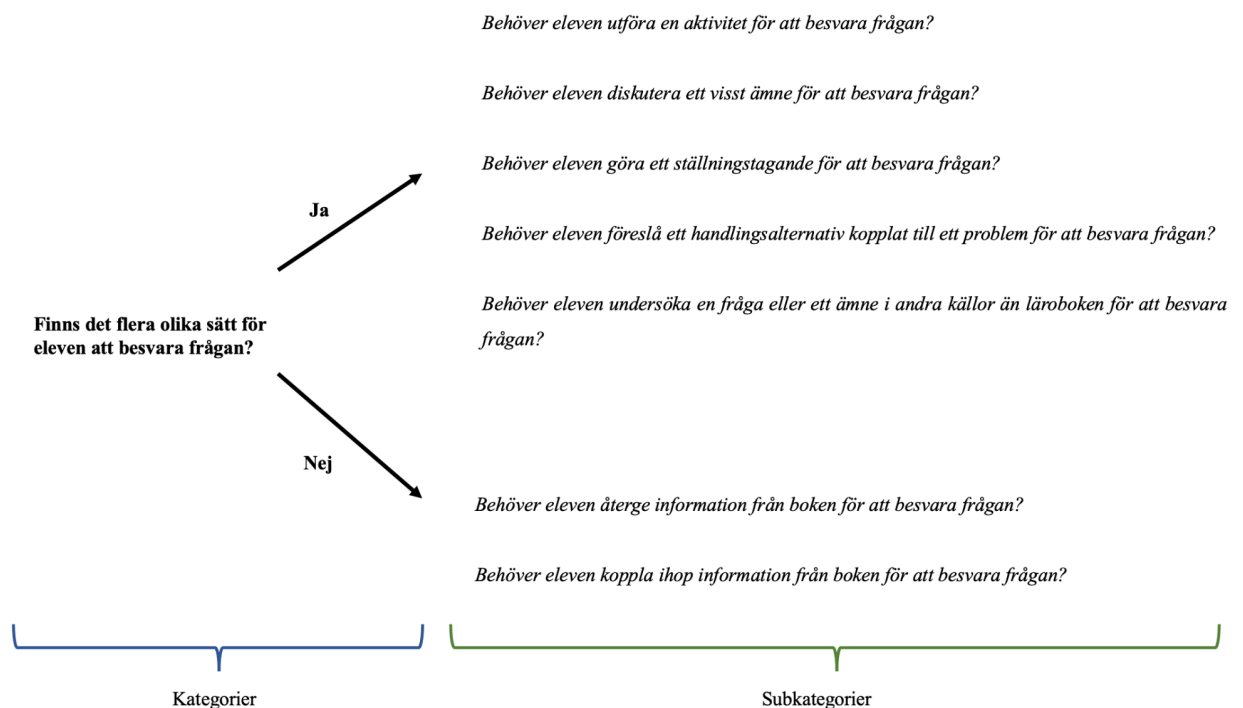 Behöver eleven utföra en aktivitet för att besvara frågan?
Behöver eleven diskutera ett visst ämne för att besvara frågan?
Behöver eleven göra ett ställningstagande för att besvara frågan?
Ja
Behöver eleven föreslå ett handlingsalternativ kopplat till ett problem för att besvara frågan?
Behöver eleven undersöka en fråga eller ett ämne i andra källor än läroboken för att besvara
frågan?
Finns det flera olika sätt för
eleven att besvara frågan?
Nej
Behöver eleven återge information från boken för att besvara frågan?
Behöver eleven koppla ihop information från boken för att besvara frågan?
Kategorier
Subkategorier